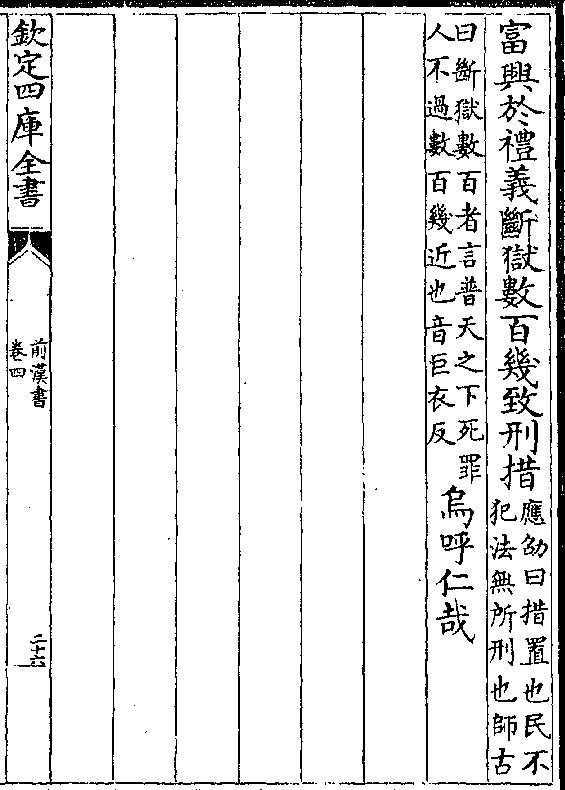 富興於禮義斷獄數百幾致刑措應劭曰措置也民不
犯法無所刑也師古
曰斷獄數百者言普天之下死罪
人不過數百幾近也音巨衣反烏呼仁哉
欽定四庫全書
前漢書
卷四
二十六